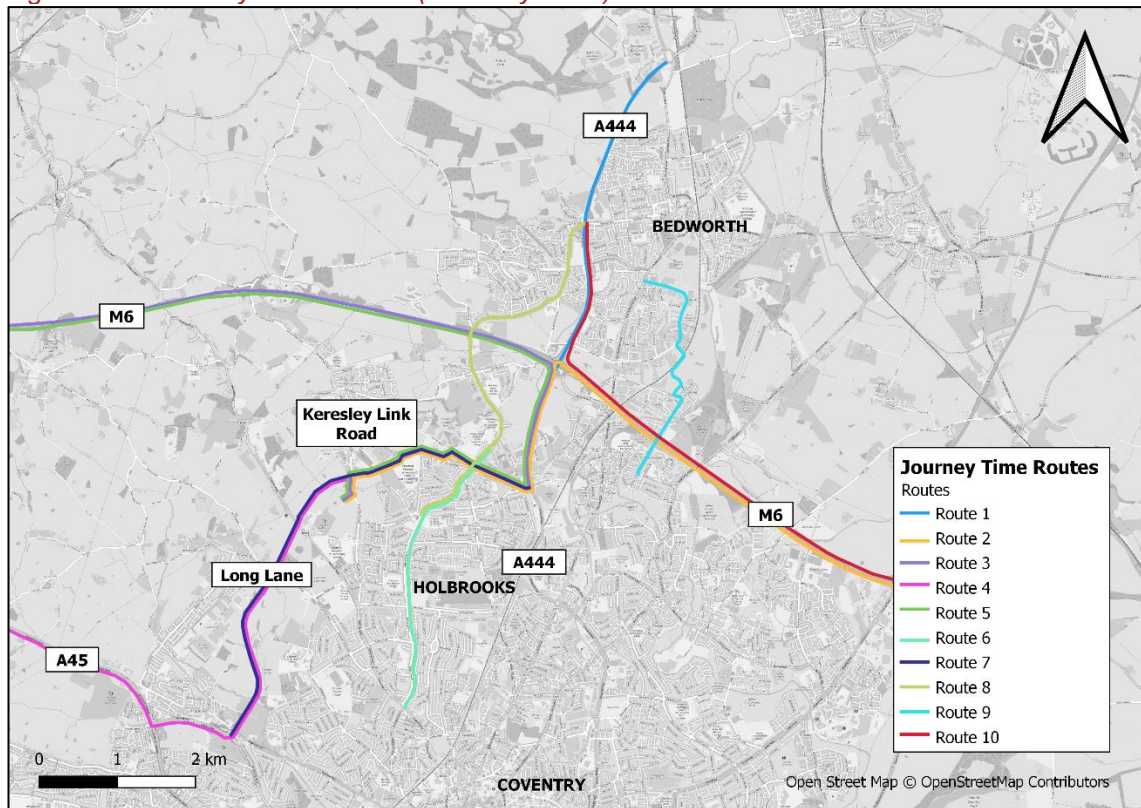 A444
BEDWORTH
M6
Keresley Link
Road
M6
Long Lane
A444
HOLBROOKS
A45
Journey Time Routes
Routes
Route 1
Route 2
Route 3
Route 4
Route 5
Route 6
Route 7
Route 8
Route 9
Route 10
0 1 2 km
COVENTRY
Open Street Map © OpenStreetMap Contributors